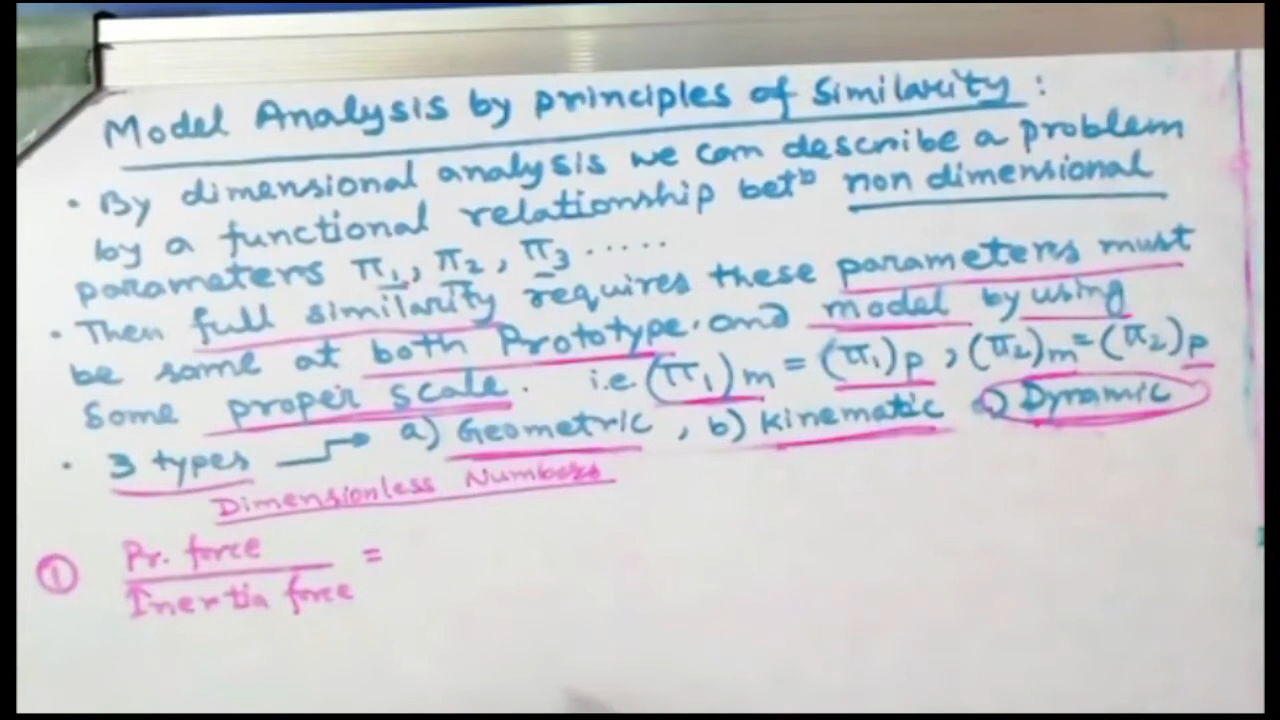 Model Analysis by principles of Similarity :
• By dimensional analysis we can describe a problem
by a functional relationship betⁿ non dimensional
parameters π₁, π₂, π₃ .....
• Then full similarity requires these parameters must
be same at both Prototype. and model by using
Some proper scale. i.e (π₁)m = (π₁)p , (π₂)m = (π₂)p
• 3 types → a) Geometric , b) Kinematic c) Dynamic
Dimensionless Numbers
① Pr. force
Inertia force =